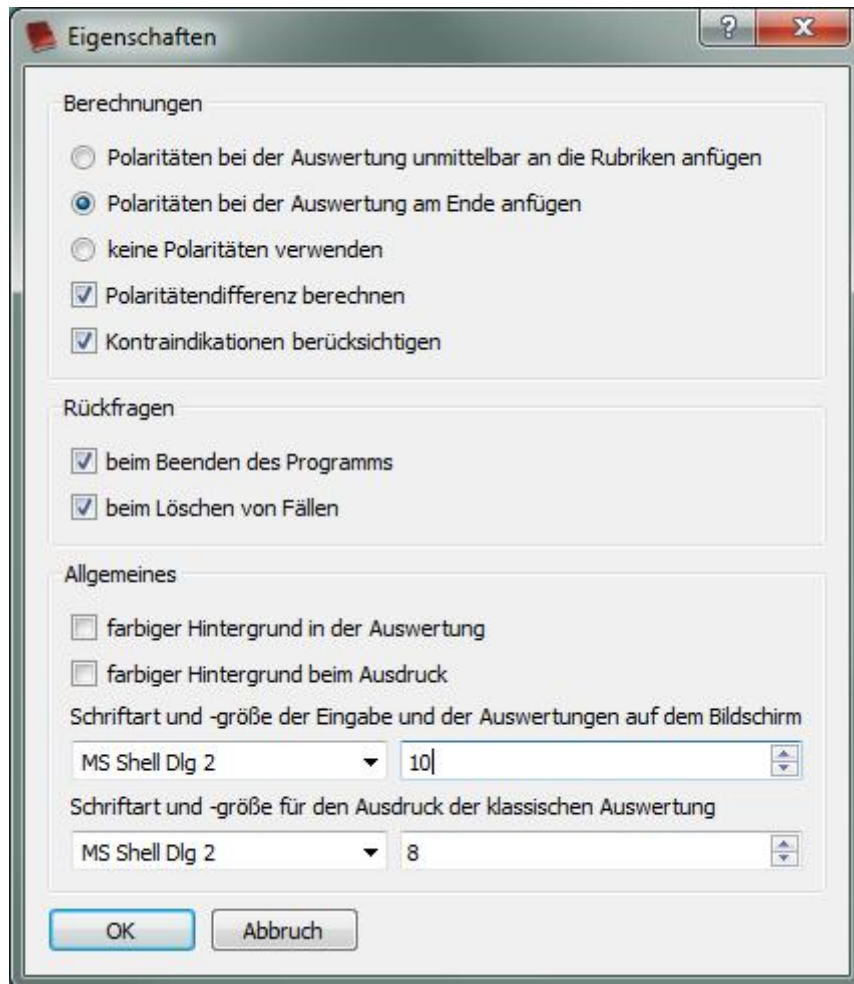 Eigenschaften
Berechnungen
Polaritäten bei der Auswertung unmittelbar an die Rubriken anfügen
Polaritäten bei der Auswertung am Ende anfügen
keine Polaritäten verwenden
Polaritätendifferenz berechnen
Kontraindikationen berücksichtigen
Rückfragen
beim Beenden des Programms
beim Löschen von Fällen
Allgemeines
farbiger Hintergrund in der Auswertung
farbiger Hintergrund beim Ausdruck
Schriftart und -größe der Eingabe und der Auswertungen auf dem Bildschirm
MS Shell Dlg 2 10
Schriftart und -größe für den Ausdruck der klassischen Auswertung
MS Shell Dlg 2 8
OK Abbruch